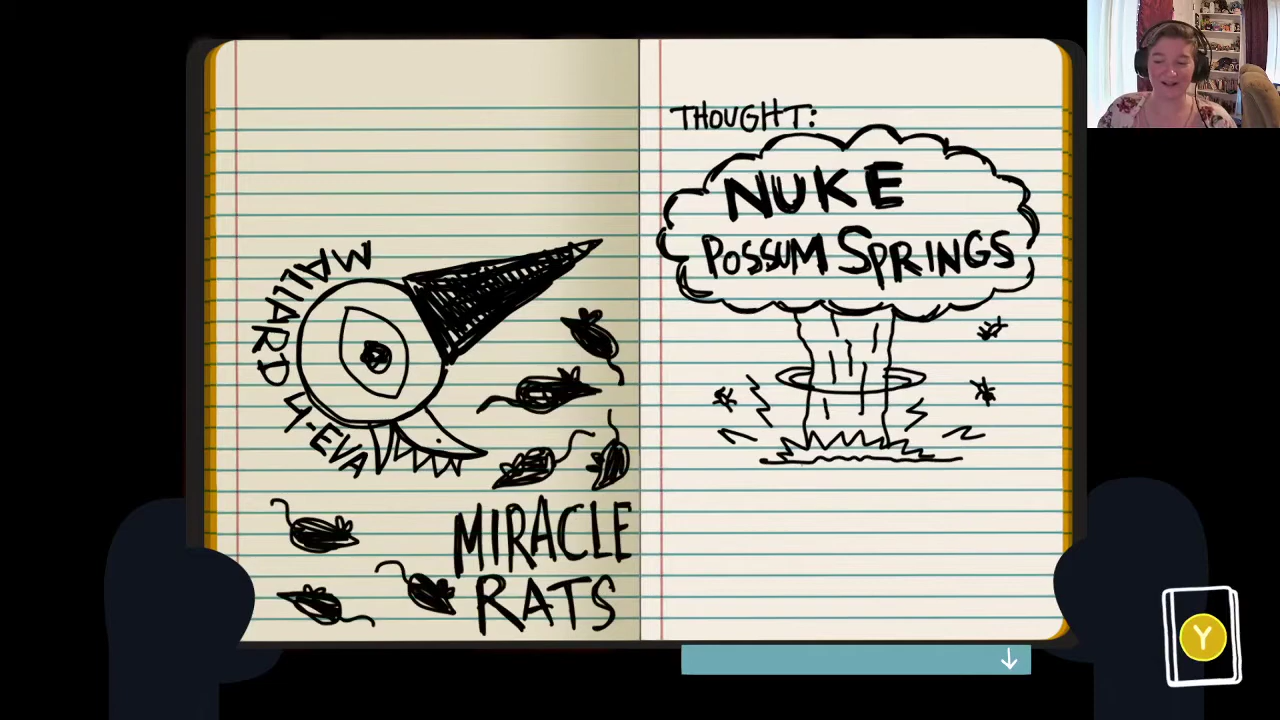 MALLARD 4-EVA
MIRACLE
RATS
THOUGHT:
NUKE
POSSUM SPRINGS
Y